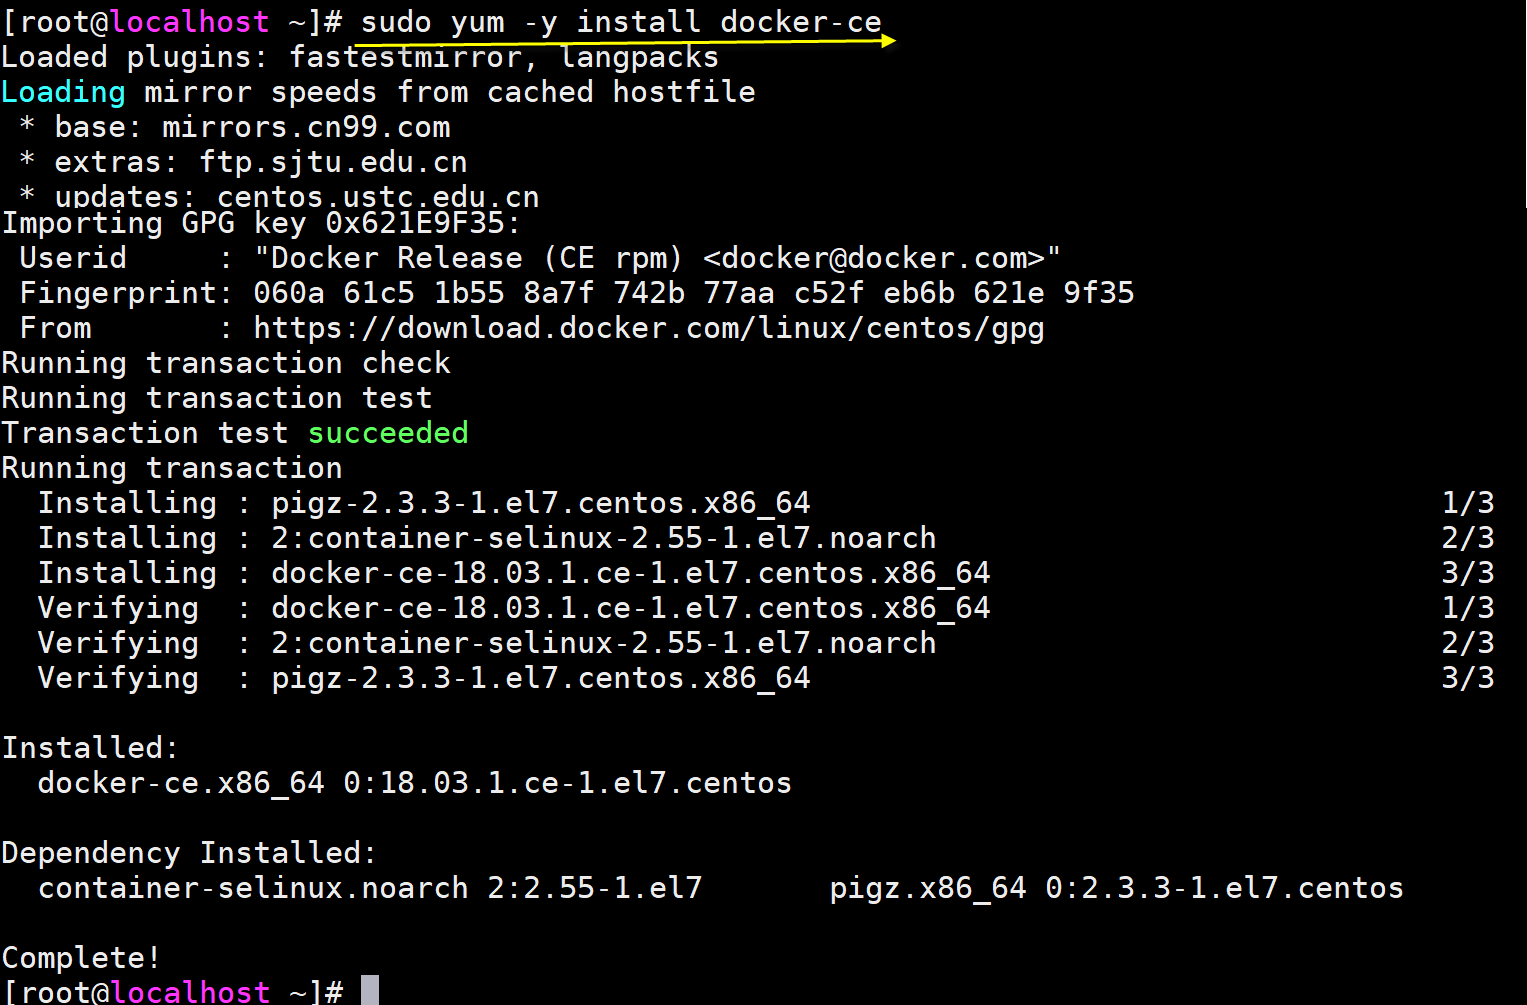 [root@localhost ~]# sudo yum -y install docker-ce
Loaded plugins: fastestmirror, langpacks
Loading mirror speeds from cached hostfile
 * base: mirrors.cn99.com
 * extras: ftp.sjtu.edu.cn
 * updates: centos.ustc.edu.cn
Importing GPG key 0x621E9F35:
 Userid     : "Docker Release (CE rpm) <docker@docker.com>"
 Fingerprint: 060a 61c5 1b55 8a7f 742b 77aa c52f eb6b 621e 9f35
 From       : https://download.docker.com/linux/centos/gpg
Running transaction check
Running transaction test
Transaction test succeeded
Running transaction
  Installing : pigz-2.3.3-1.el7.centos.x86_64                                   1/3
  Installing : 2:container-selinux-2.55-1.el7.noarch                            2/3
  Installing : docker-ce-18.03.1.ce-1.el7.centos.x86_64                         3/3
  Verifying  : docker-ce-18.03.1.ce-1.el7.centos.x86_64                         1/3
  Verifying  : 2:container-selinux-2.55-1.el7.noarch                            2/3
  Verifying  : pigz-2.3.3-1.el7.centos.x86_64                                   3/3
Installed:
  docker-ce.x86_64 0:18.03.1.ce-1.el7.centos
Dependency Installed:
  container-selinux.noarch 2:2.55-1.el7       pigz.x86_64 0:2.3.3-1.el7.centos
Complete!
[root@localhost ~]#